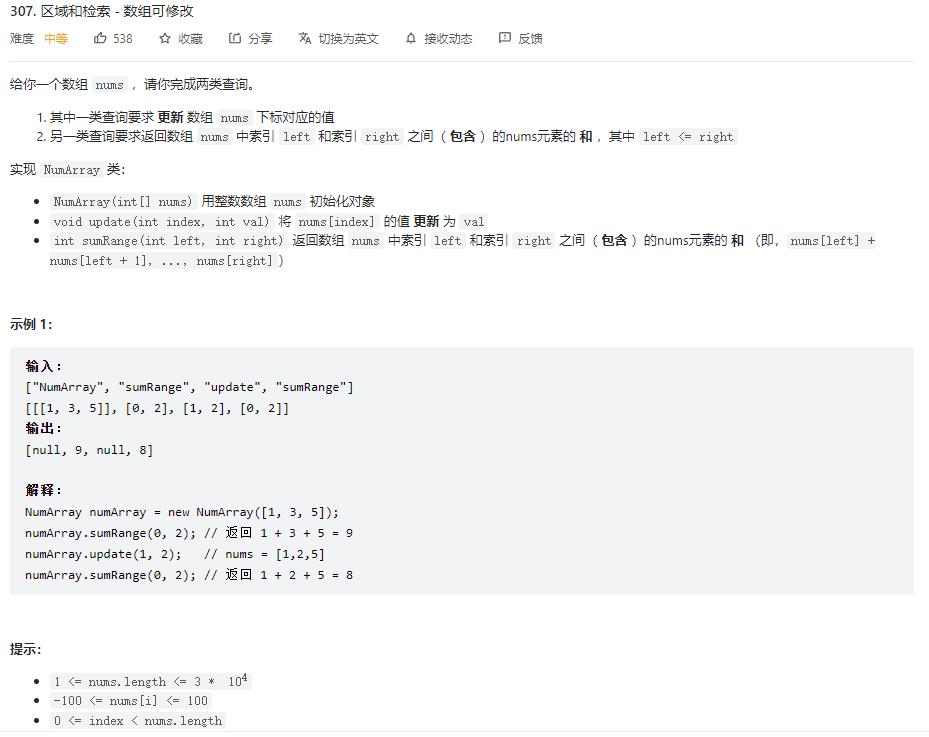 307. 区域和检索 - 数组可修改
难度 中等 538 收藏 分享 切换为英文 接收动态 反馈
给你一个数组 nums ，请你完成两类查询。
1. 其中一类查询要求 更新 数组 nums 下标对应的值
2. 另一类查询要求返回数组 nums 中索引 left 和索引 right 之间（ 包含 ）的nums元素的 和 ，其中 left <= right
实现 NumArray 类：
NumArray(int[] nums) 用整数数组 nums 初始化对象
void update(int index, int val) 将 nums[index] 的值 更新 为 val
int sumRange(int left, int right) 返回数组 nums 中索引 left 和索引 right 之间（ 包含 ）的nums元素的 和 （即，nums[left] +
nums[left + 1], ..., nums[right]）
示例 1：
输入：
["NumArray", "sumRange", "update", "sumRange"]
[[[1, 3, 5]], [0, 2], [1, 2], [0, 2]]
输出：
[null, 9, null, 8]
解释：
NumArray numArray = new NumArray([1, 3, 5]);
numArray.sumRange(0, 2); // 返回 1 + 3 + 5 = 9
numArray.update(1, 2);   // nums = [1,2,5]
numArray.sumRange(0, 2); // 返回 1 + 2 + 5 = 8
提示：
1 <= nums.length <= 3 * 10⁴
-100 <= nums[i] <= 100
0 <= index < nums.length